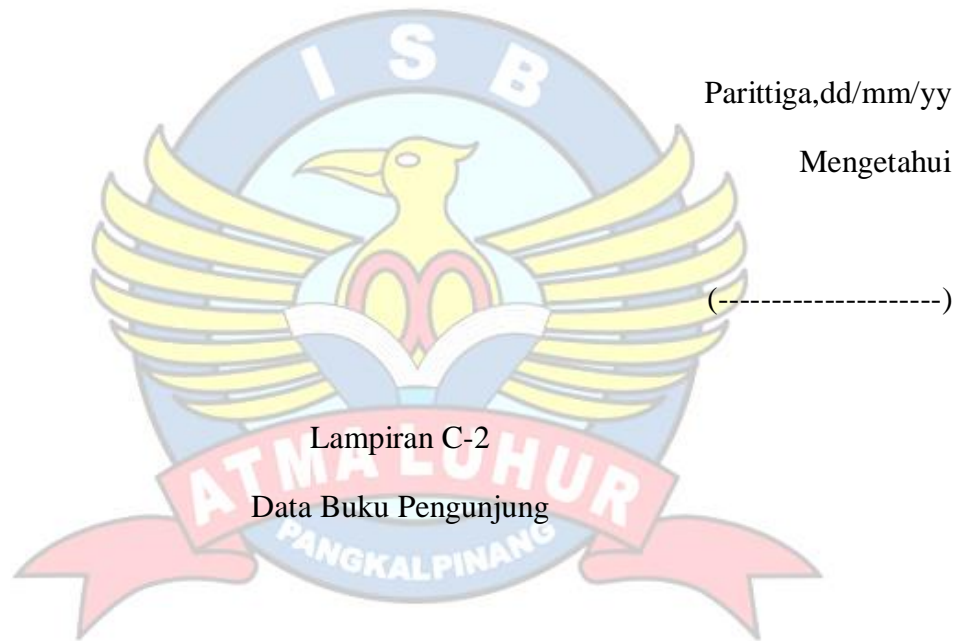 I S B
Parittiga,dd/mm/yy
Mengetahui
(---------------------)
Lampiran C-2
ATMA LUHUR
Data Buku Pengunjung
PANGKALPINANG